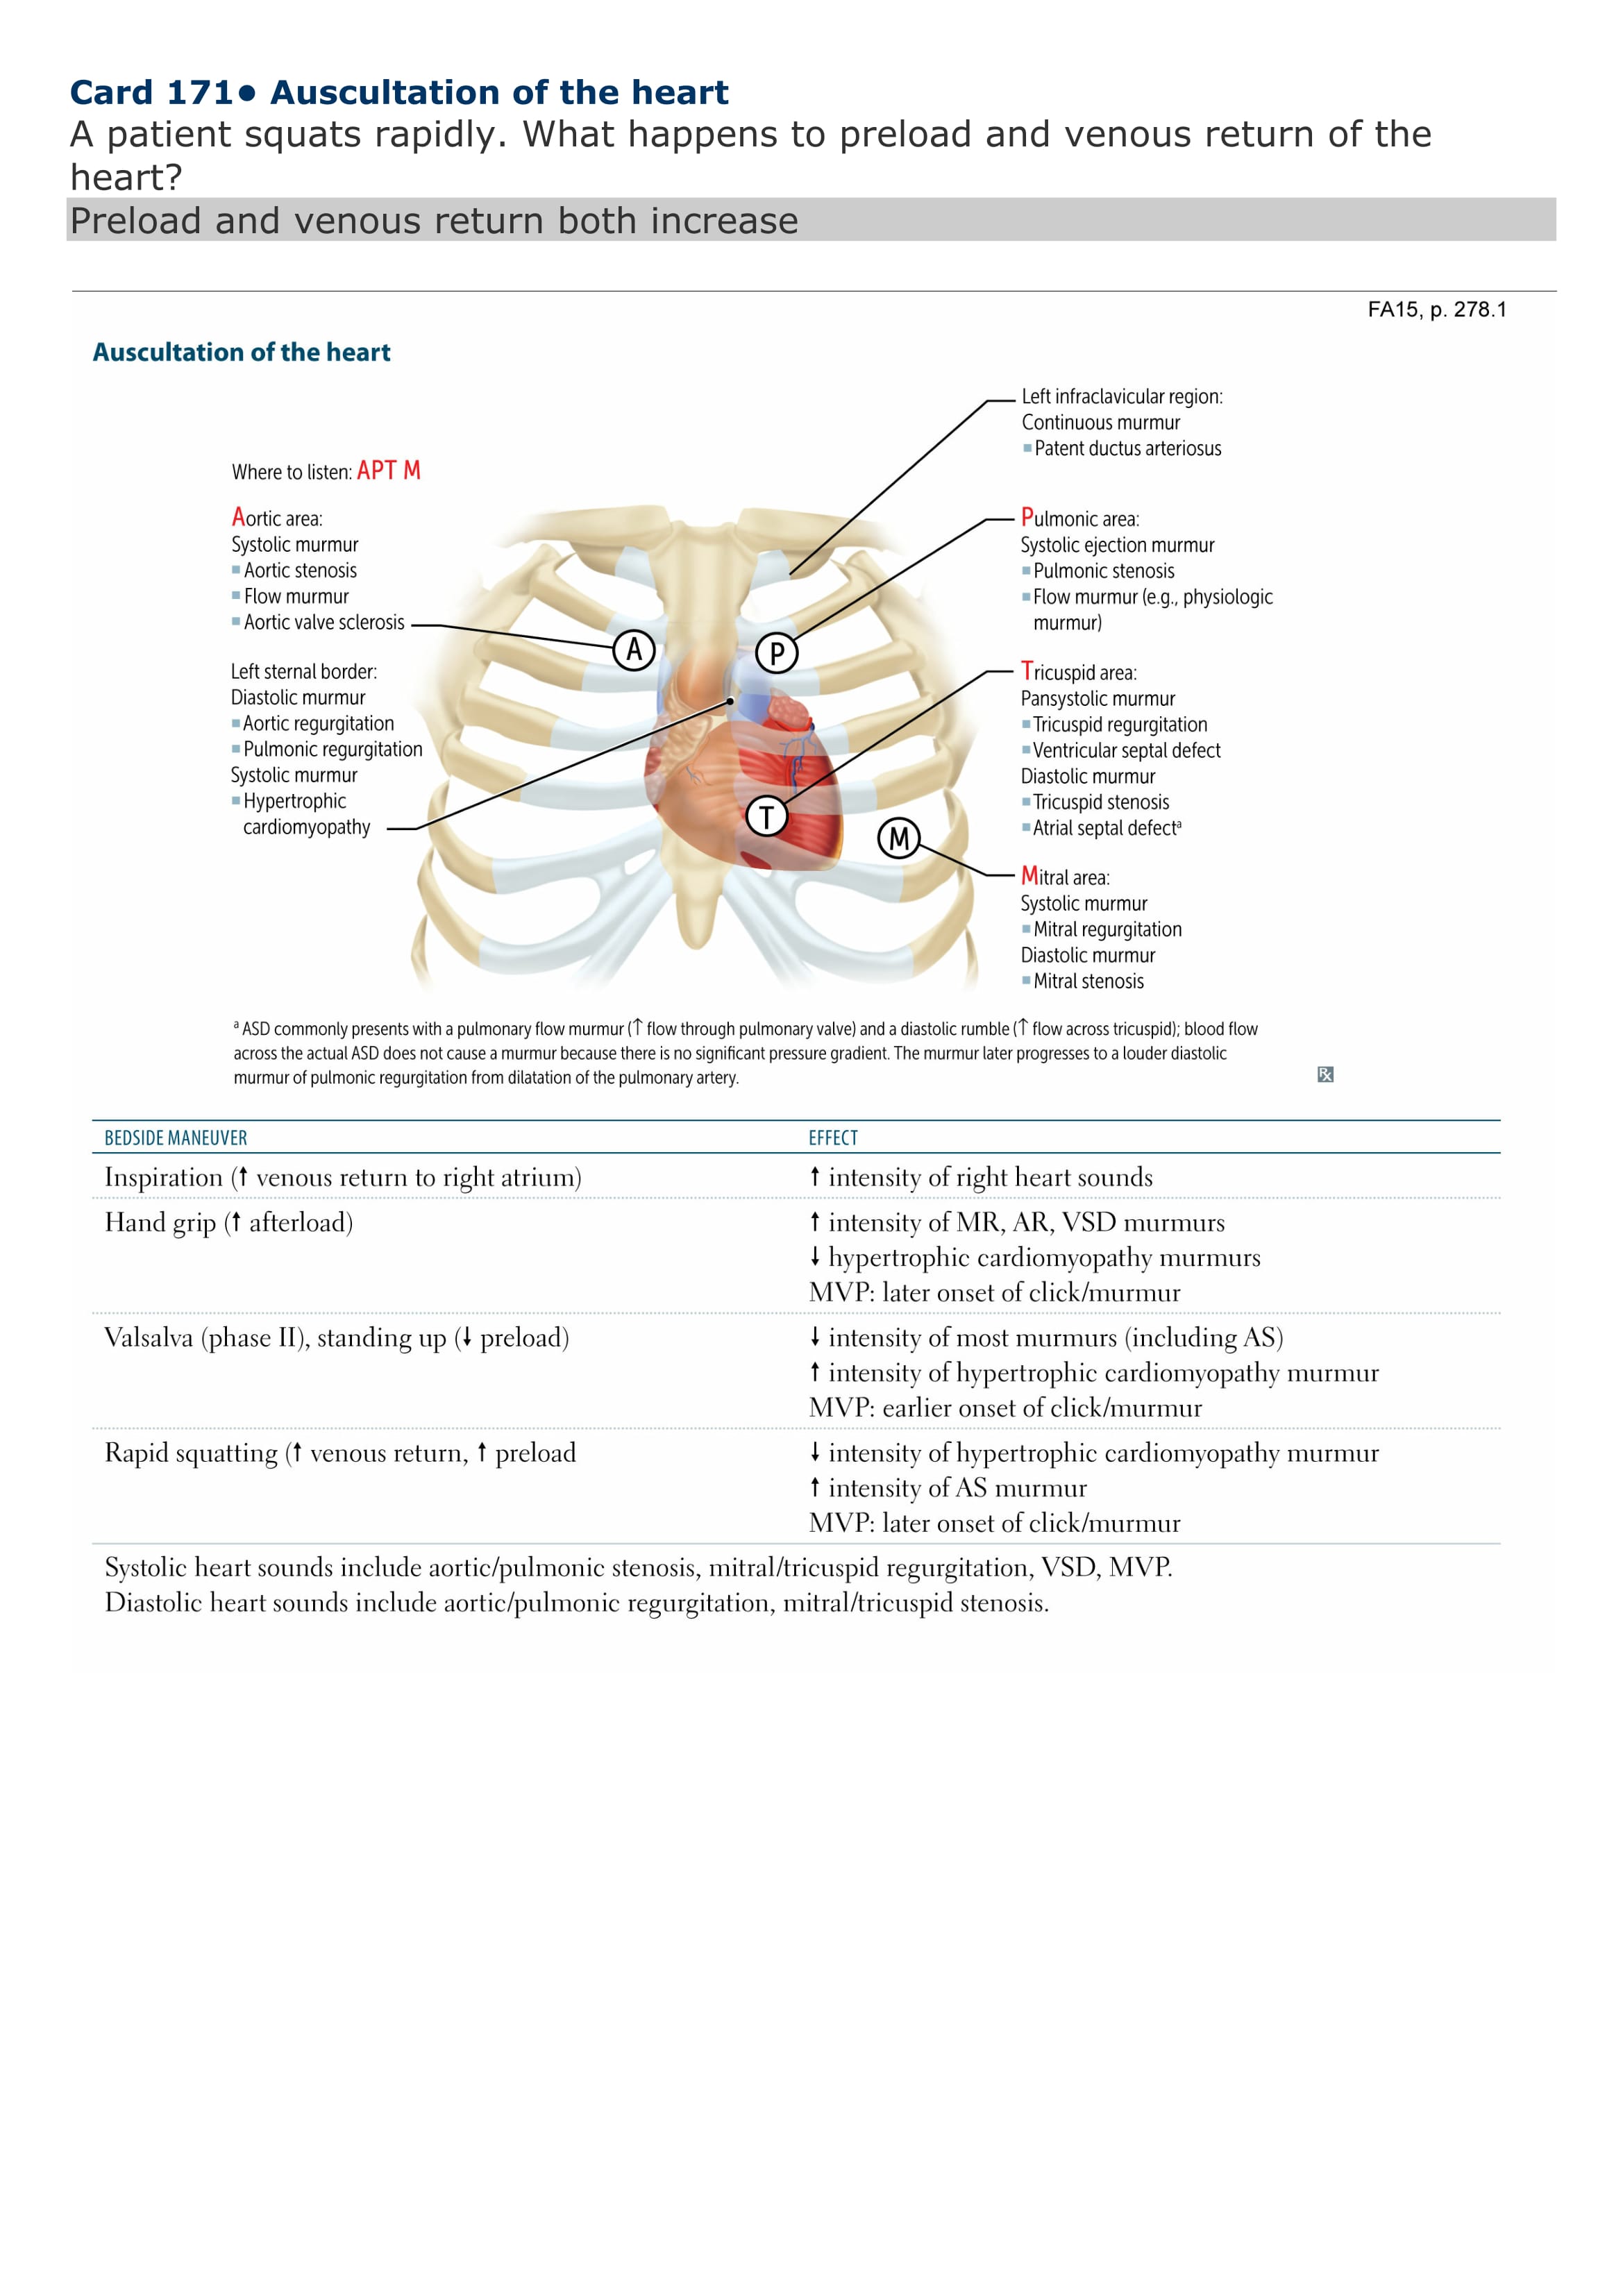 Card 171● Auscultation of the heart
A patient squats rapidly. What happens to preload and venous return of the
heart?
Preload and venous return both increase
FA15, p. 278.1
Auscultation of the heart
Where to listen: APT M
Aortic area:
Systolic murmur
▪ Aortic stenosis
▪ Flow murmur
▪ Aortic valve sclerosis
Left sternal border:
Diastolic murmur
▪ Aortic regurgitation
▪ Pulmonic regurgitation
Systolic murmur
▪ Hypertrophic
cardiomyopathy
Left infraclavicular region:
Continuous murmur
▪ Patent ductus arteriosus
Pulmonic area:
Systolic ejection murmur
▪ Pulmonic stenosis
▪ Flow murmur (e.g., physiologic
murmur)
Tricuspid area:
Pansystolic murmur
▪ Tricuspid regurgitation
▪ Ventricular septal defect
Diastolic murmur
▪ Tricuspid stenosis
▪ Atrial septal defectᵃ
Mitral area:
Systolic murmur
▪ Mitral regurgitation
Diastolic murmur
▪ Mitral stenosis
A
P
T
M
ᵃ ASD commonly presents with a pulmonary flow murmur (↑ flow through pulmonary valve) and a diastolic rumble (↑ flow across tricuspid); blood flow
across the actual ASD does not cause a murmur because there is no significant pressure gradient. The murmur later progresses to a louder diastolic
murmur of pulmonic regurgitation from dilatation of the pulmonary artery.
Rx
BEDSIDE MANEUVER EFFECT
Inspiration (↑ venous return to right atrium) ↑ intensity of right heart sounds
Hand grip (↑ afterload) ↑ intensity of MR, AR, VSD murmurs
↓ hypertrophic cardiomyopathy murmurs
MVP: later onset of click/murmur
Valsalva (phase II), standing up (↓ preload) ↓ intensity of most murmurs (including AS)
↑ intensity of hypertrophic cardiomyopathy murmur
MVP: earlier onset of click/murmur
Rapid squatting (↑ venous return, ↑ preload ↓ intensity of hypertrophic cardiomyopathy murmur
↑ intensity of AS murmur
MVP: later onset of click/murmur
Systolic heart sounds include aortic/pulmonic stenosis, mitral/tricuspid regurgitation, VSD, MVP.
Diastolic heart sounds include aortic/pulmonic regurgitation, mitral/tricuspid stenosis.